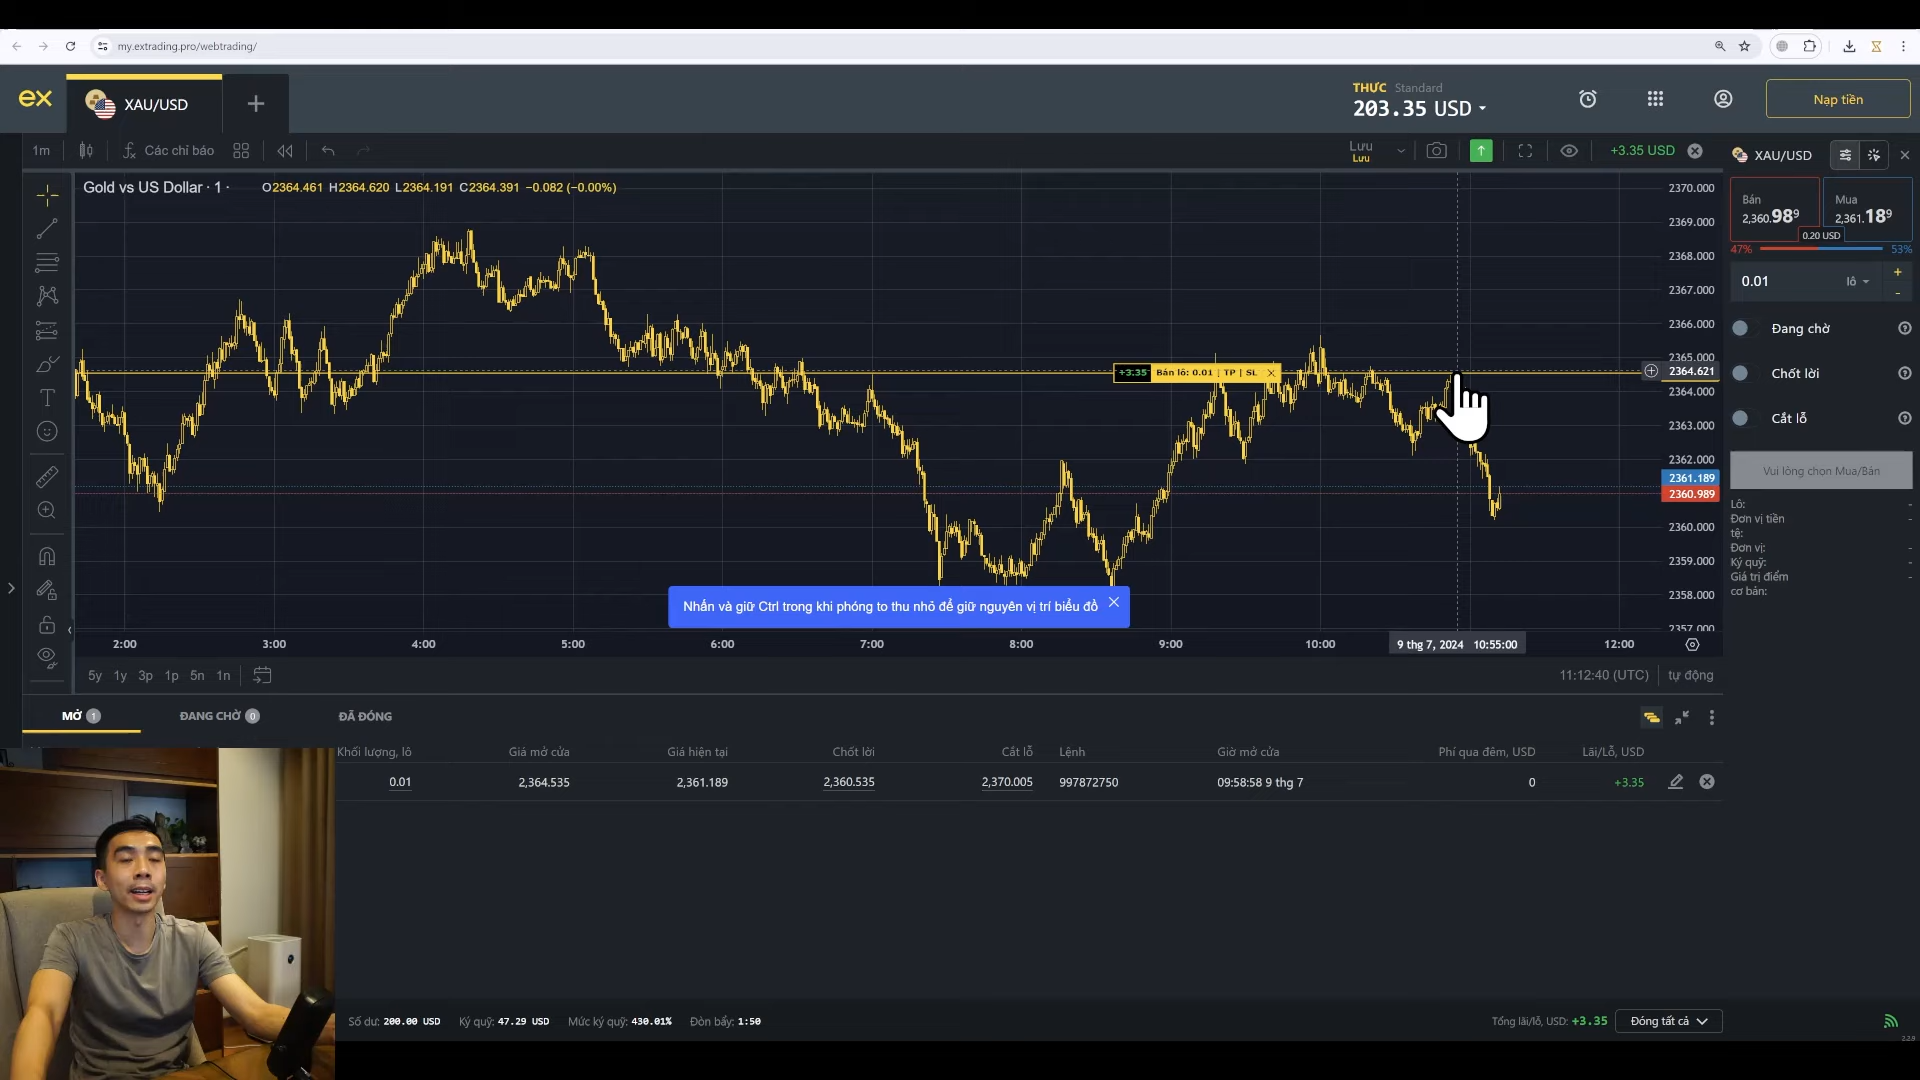 my.extrading.pro/webtrading/
ex
XAU/USD
THỰC Standard
203.35 USD
Nạp tiền
1m
Các chỉ báo
Lưu
Lưu
+3.35 USD
XAU/USD
Gold vs US Dollar · 1 ·
O2364.461 H2364.620 L2364.191 C2364.391 −0.082 (−0.00%)
2370.000
2369.000
2368.000
2367.000
2366.000
2365.000
2364.621
2364.000
2363.000
2362.000
2361.189
2360.989
2360.000
2359.000
2358.000
2357.000
Bán
2,360.989
Mua
2,361.189
0.20 USD
47%
53%
0.01
lô
+
-
Đang chờ
Chốt lời
Cắt lỗ
Vui lòng chọn Mua/Bán
Lô: -
Đơn vị tiền tệ: -
Đơn vị: -
Ký quỹ: -
Giá trị điểm cơ bản: -
+3.35 Bán lô: 0.01 | TP | SL
Nhấn và giữ Ctrl trong khi phóng to thu nhỏ để giữ nguyên vị trí biểu đồ
2:00 3:00 4:00 5:00 6:00 7:00 8:00 9:00 10:00 9 thg 7, 2024 10:55:00 12:00
5y 1y 3p 1p 5n 1n
11:12:40 (UTC)
tự động
MỞ 1
ĐANG CHỜ 0
ĐÃ ĐÓNG
Khối lượng, lô Giá mở cửa Giá hiện tại Chốt lời Cắt lỗ Lệnh Giờ mở cửa Phí qua đêm, USD Lãi/Lỗ, USD
0.01 2,364.535 2,361.189 2,360.535 2,370.005 997872750 09:58:58 9 thg 7 0 +3.35
Số dư: 200.00 USD Ký quỹ: 47.29 USD Mức ký quỹ: 430.01% Đòn bẩy: 1:50
Tổng lãi/lỗ, USD: +3.35
Đóng tất cả